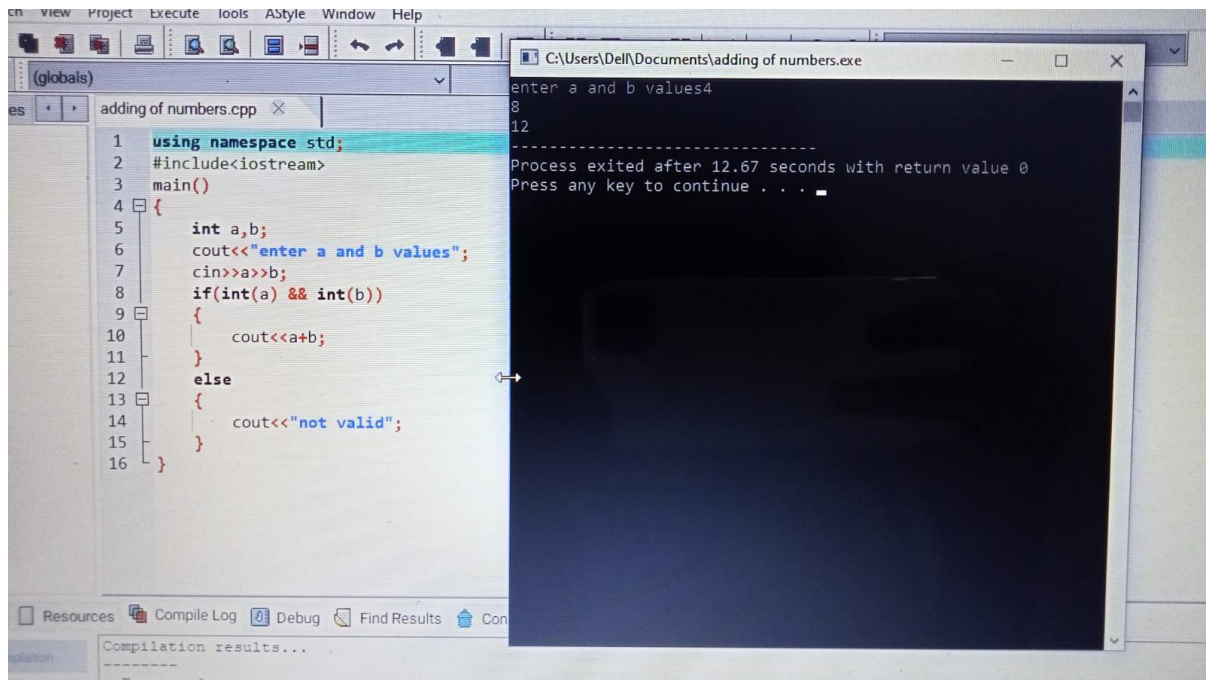 View Project Execute Tools AStyle Window Help
(globals)
es
adding of numbers.cpp
1 using namespace std;
2 #include<iostream>
3 main()
4 {
5 int a,b;
6 cout<<"enter a and b values";
7 cin>>a>>b;
8 if(int(a) && int(b))
9 {
10 cout<<a+b;
11 }
12 else
13 {
14 cout<<"not valid";
15 }
16 }
C:\Users\Dell\Documents\adding of numbers.exe
enter a and b values4
8
12
--------------------------------
Process exited after 12.67 seconds with return value 0
Press any key to continue . . .
Resources Compile Log Debug Find Results Con
Compilation results...
--------